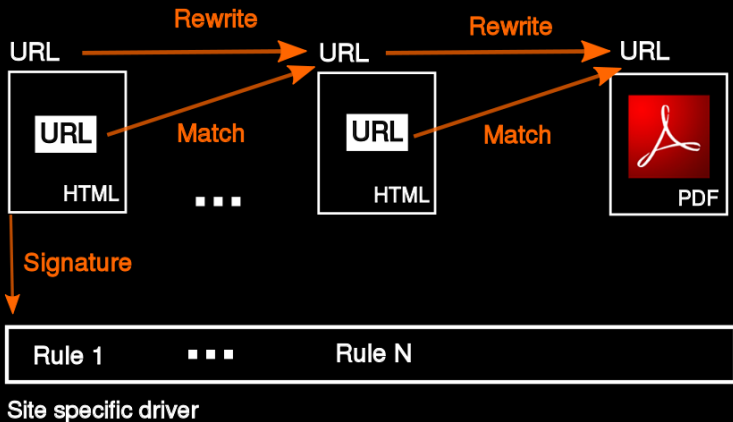 Rewrite Rewrite
URL URL URL
URL Match URL Match
HTML HTML PDF
Signature
Rule 1 ... Rule N
Site specific driver